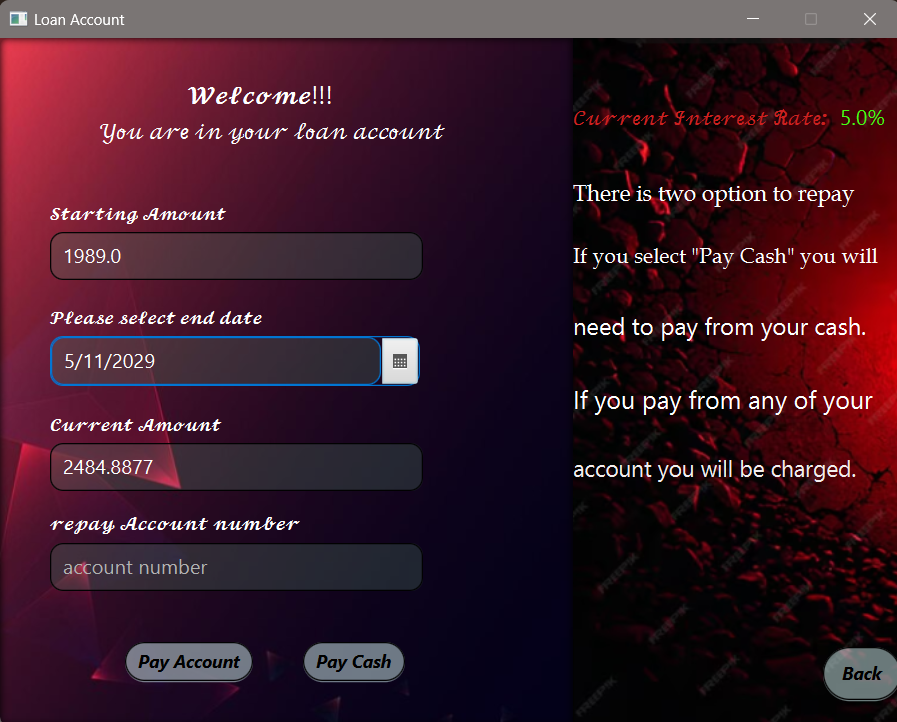 Loan Account
Welcome!!!
You are in your loan account
Starting Amount
1989.0
Please select end date
5/11/2029
Current Amount
2484.8877
repay Account number
account number
Pay Account
Pay Cash
Current Interest Rate: 5.0%
There is two option to repay
If you select "Pay Cash" you will
need to pay from your cash.
If you pay from any of your
account you will be charged.
Back